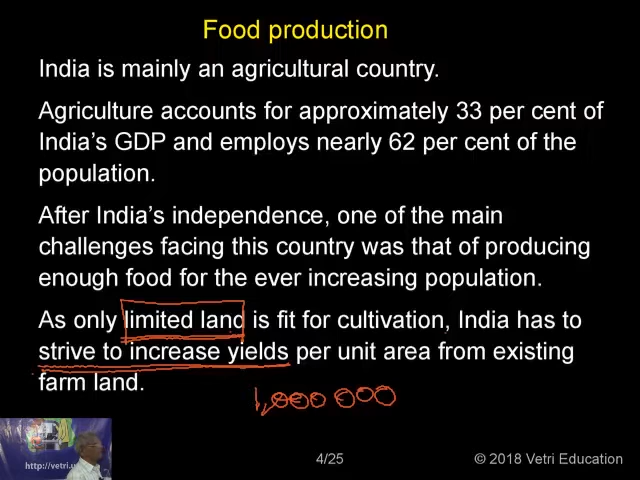 Food production
India is mainly an agricultural country.
Agriculture accounts for approximately 33 per cent of
India's GDP and employs nearly 62 per cent of the
population.
After India's independence, one of the main
challenges facing this country was that of producing
enough food for the ever increasing population.
As only limited land is fit for cultivation, India has to
strive to increase yields per unit area from existing
farm land.
1,000 000
http://vetri.
4/25
© 2018 Vetri Education